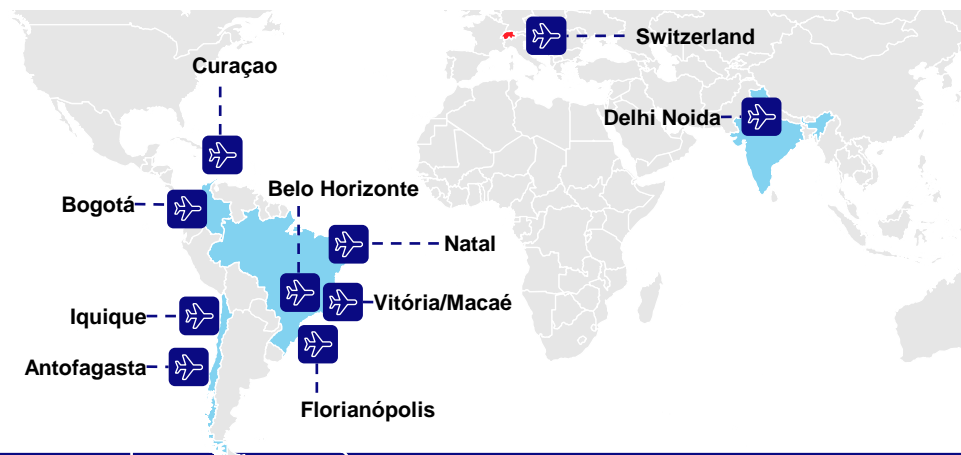 Switzerland
Curaçao
Delhi Noida
Belo Horizonte
Bogotá
Natal
Vitória/Macaé
Iquique
Antofagasta
Florianópolis